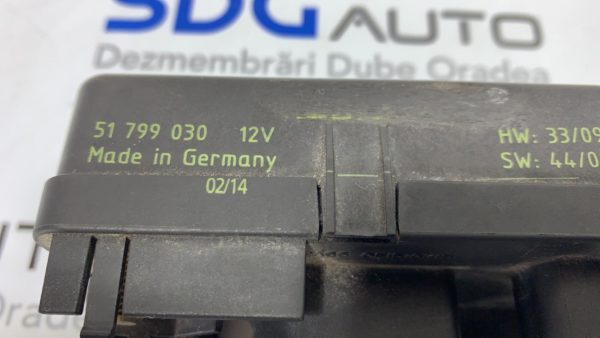 SDG AUTO
Dezmembrări Dube Oradea
51 799 030 12V
Made in Germany
02/14
HW: 33/09
SW: 44/0